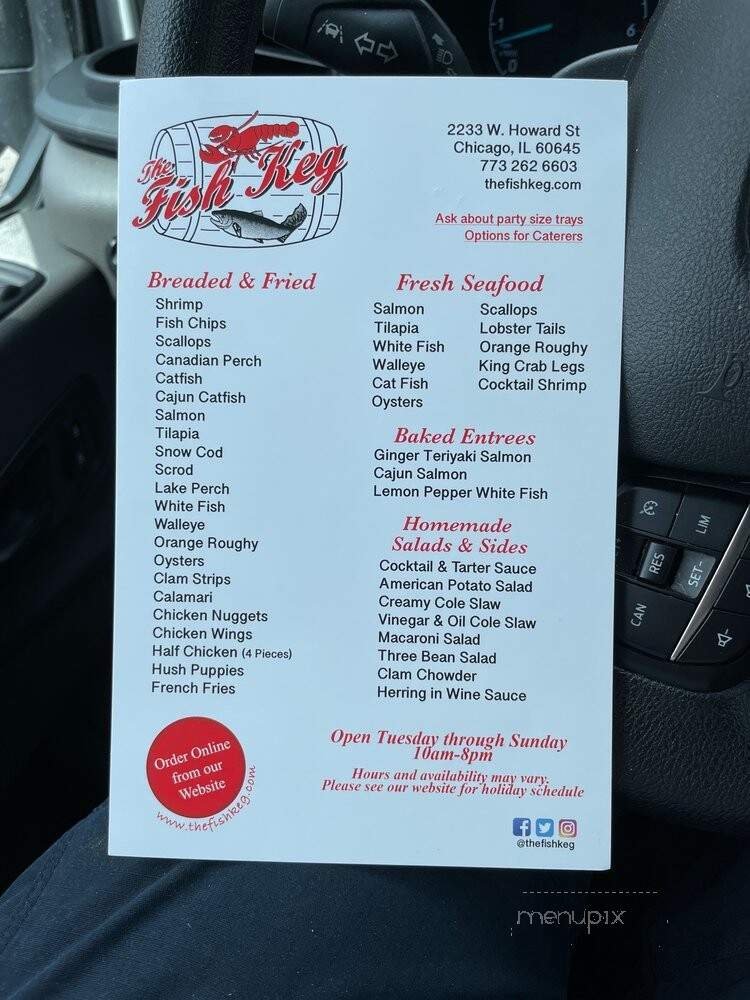 The
Fish Keg
2233 W. Howard St
Chicago, IL 60645
773 262 6603
thefishkeg.com
Ask about party size trays
Options for Caterers
Breaded & Fried
Shrimp
Fish Chips
Scallops
Canadian Perch
Catfish
Cajun Catfish
Salmon
Tilapia
Snow Cod
Scrod
Lake Perch
White Fish
Walleye
Orange Roughy
Oysters
Clam Strips
Calamari
Chicken Nuggets
Chicken Wings
Half Chicken (4 Pieces)
Hush Puppies
French Fries
Fresh Seafood
Salmon
Tilapia
White Fish
Walleye
Cat Fish
Oysters
Scallops
Lobster Tails
Orange Roughy
King Crab Legs
Cocktail Shrimp
Baked Entrees
Ginger Teriyaki Salmon
Cajun Salmon
Lemon Pepper White Fish
Homemade
Salads & Sides
Cocktail & Tarter Sauce
American Potato Salad
Creamy Cole Slaw
Vinegar & Oil Cole Slaw
Macaroni Salad
Three Bean Salad
Clam Chowder
Herring in Wine Sauce
Order Online
from our
Website
www.thefishkeg.com
Open Tuesday through Sunday
10am-8pm
Hours and availability may vary.
Please see our website for holiday schedule
@thefishkeg
LIM
RES
SET-
CAN
menupix